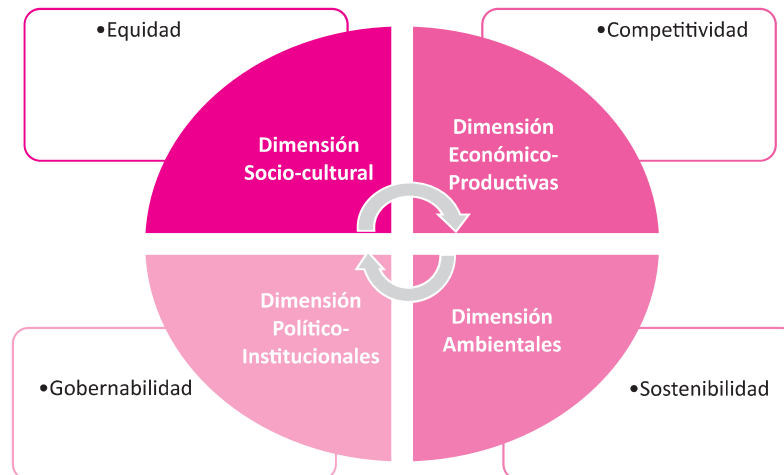 •Equidad
•Competitividad
Dimensión
Socio-cultural
Dimensión
Económico-
Productivas
Dimensión
Político-
Institucionales
Dimensión
Ambientales
•Gobernabilidad
•Sostenibilidad